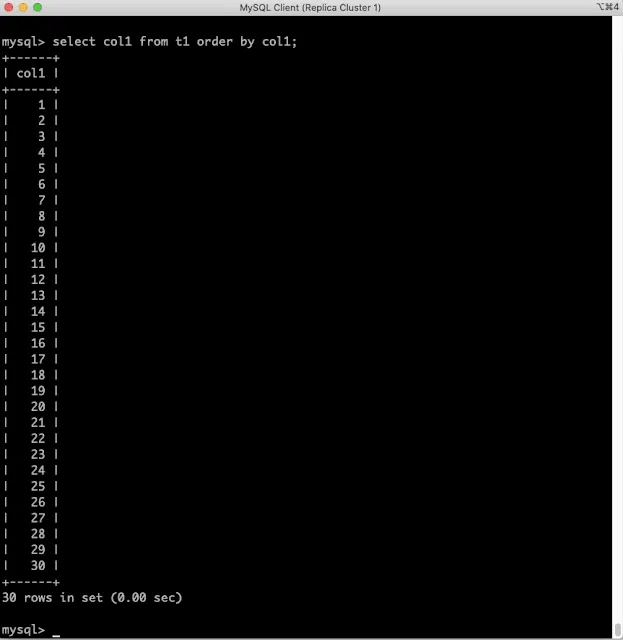 MySQL Client (Replica Cluster 1)
⌥⌘4
mysql> select col1 from t1 order by col1;
+------+
| col1 |
+------+
|    1 |
|    2 |
|    3 |
|    4 |
|    5 |
|    6 |
|    7 |
|    8 |
|    9 |
|   10 |
|   11 |
|   12 |
|   13 |
|   14 |
|   15 |
|   16 |
|   17 |
|   18 |
|   19 |
|   20 |
|   21 |
|   22 |
|   23 |
|   24 |
|   25 |
|   26 |
|   27 |
|   28 |
|   29 |
|   30 |
+------+
30 rows in set (0.00 sec)
mysql> _